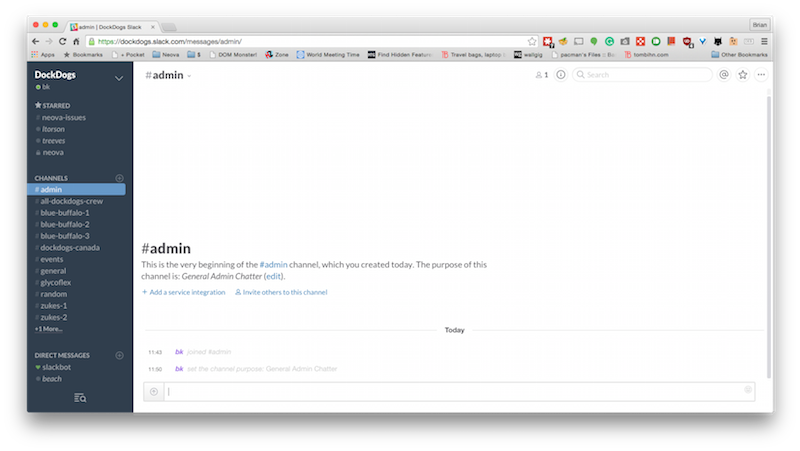 admin | DockDogs Slack
Brian
https://dockdogs.slack.com/messages/admin/
Apps
Bookmarks
+ Pocket
Neova
$
DOM Monster!
Zone
World Meeting Time
Find Hidden Feature
Travel bags, laptop
wallgig
pacman's Files :: Bu
tombihn.com
Other Bookmarks
DockDogs
bk
STARRED
# neova-issues
ltorson
treeves
neova
CHANNELS
# admin
# all-dockdogs-crew
# blue-buffalo-1
# blue-buffalo-2
# blue-buffalo-3
# dockdogs-canada
# events
# general
# glycoflex
# random
# zukes-1
# zukes-2
+1 More...
DIRECT MESSAGES
slackbot
beach
#admin
1
Search
#admin
This is the very beginning of the #admin channel, which you created today. The purpose of
this channel is: General Admin Chatter (edit).
+ Add a service integration
Invite others to this channel
Today
11:43 bk joined #admin
11:50 bk set the channel purpose: General Admin Chatter